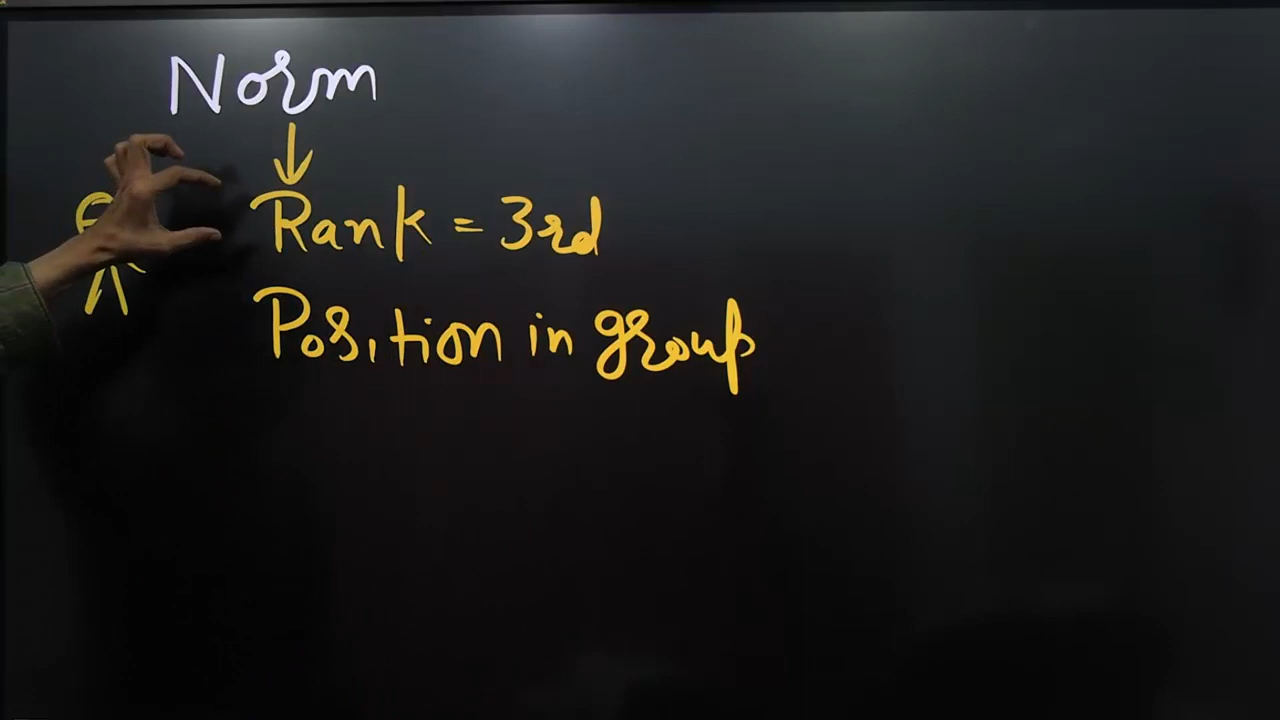 Norm
Rank = 3rd
Position in group